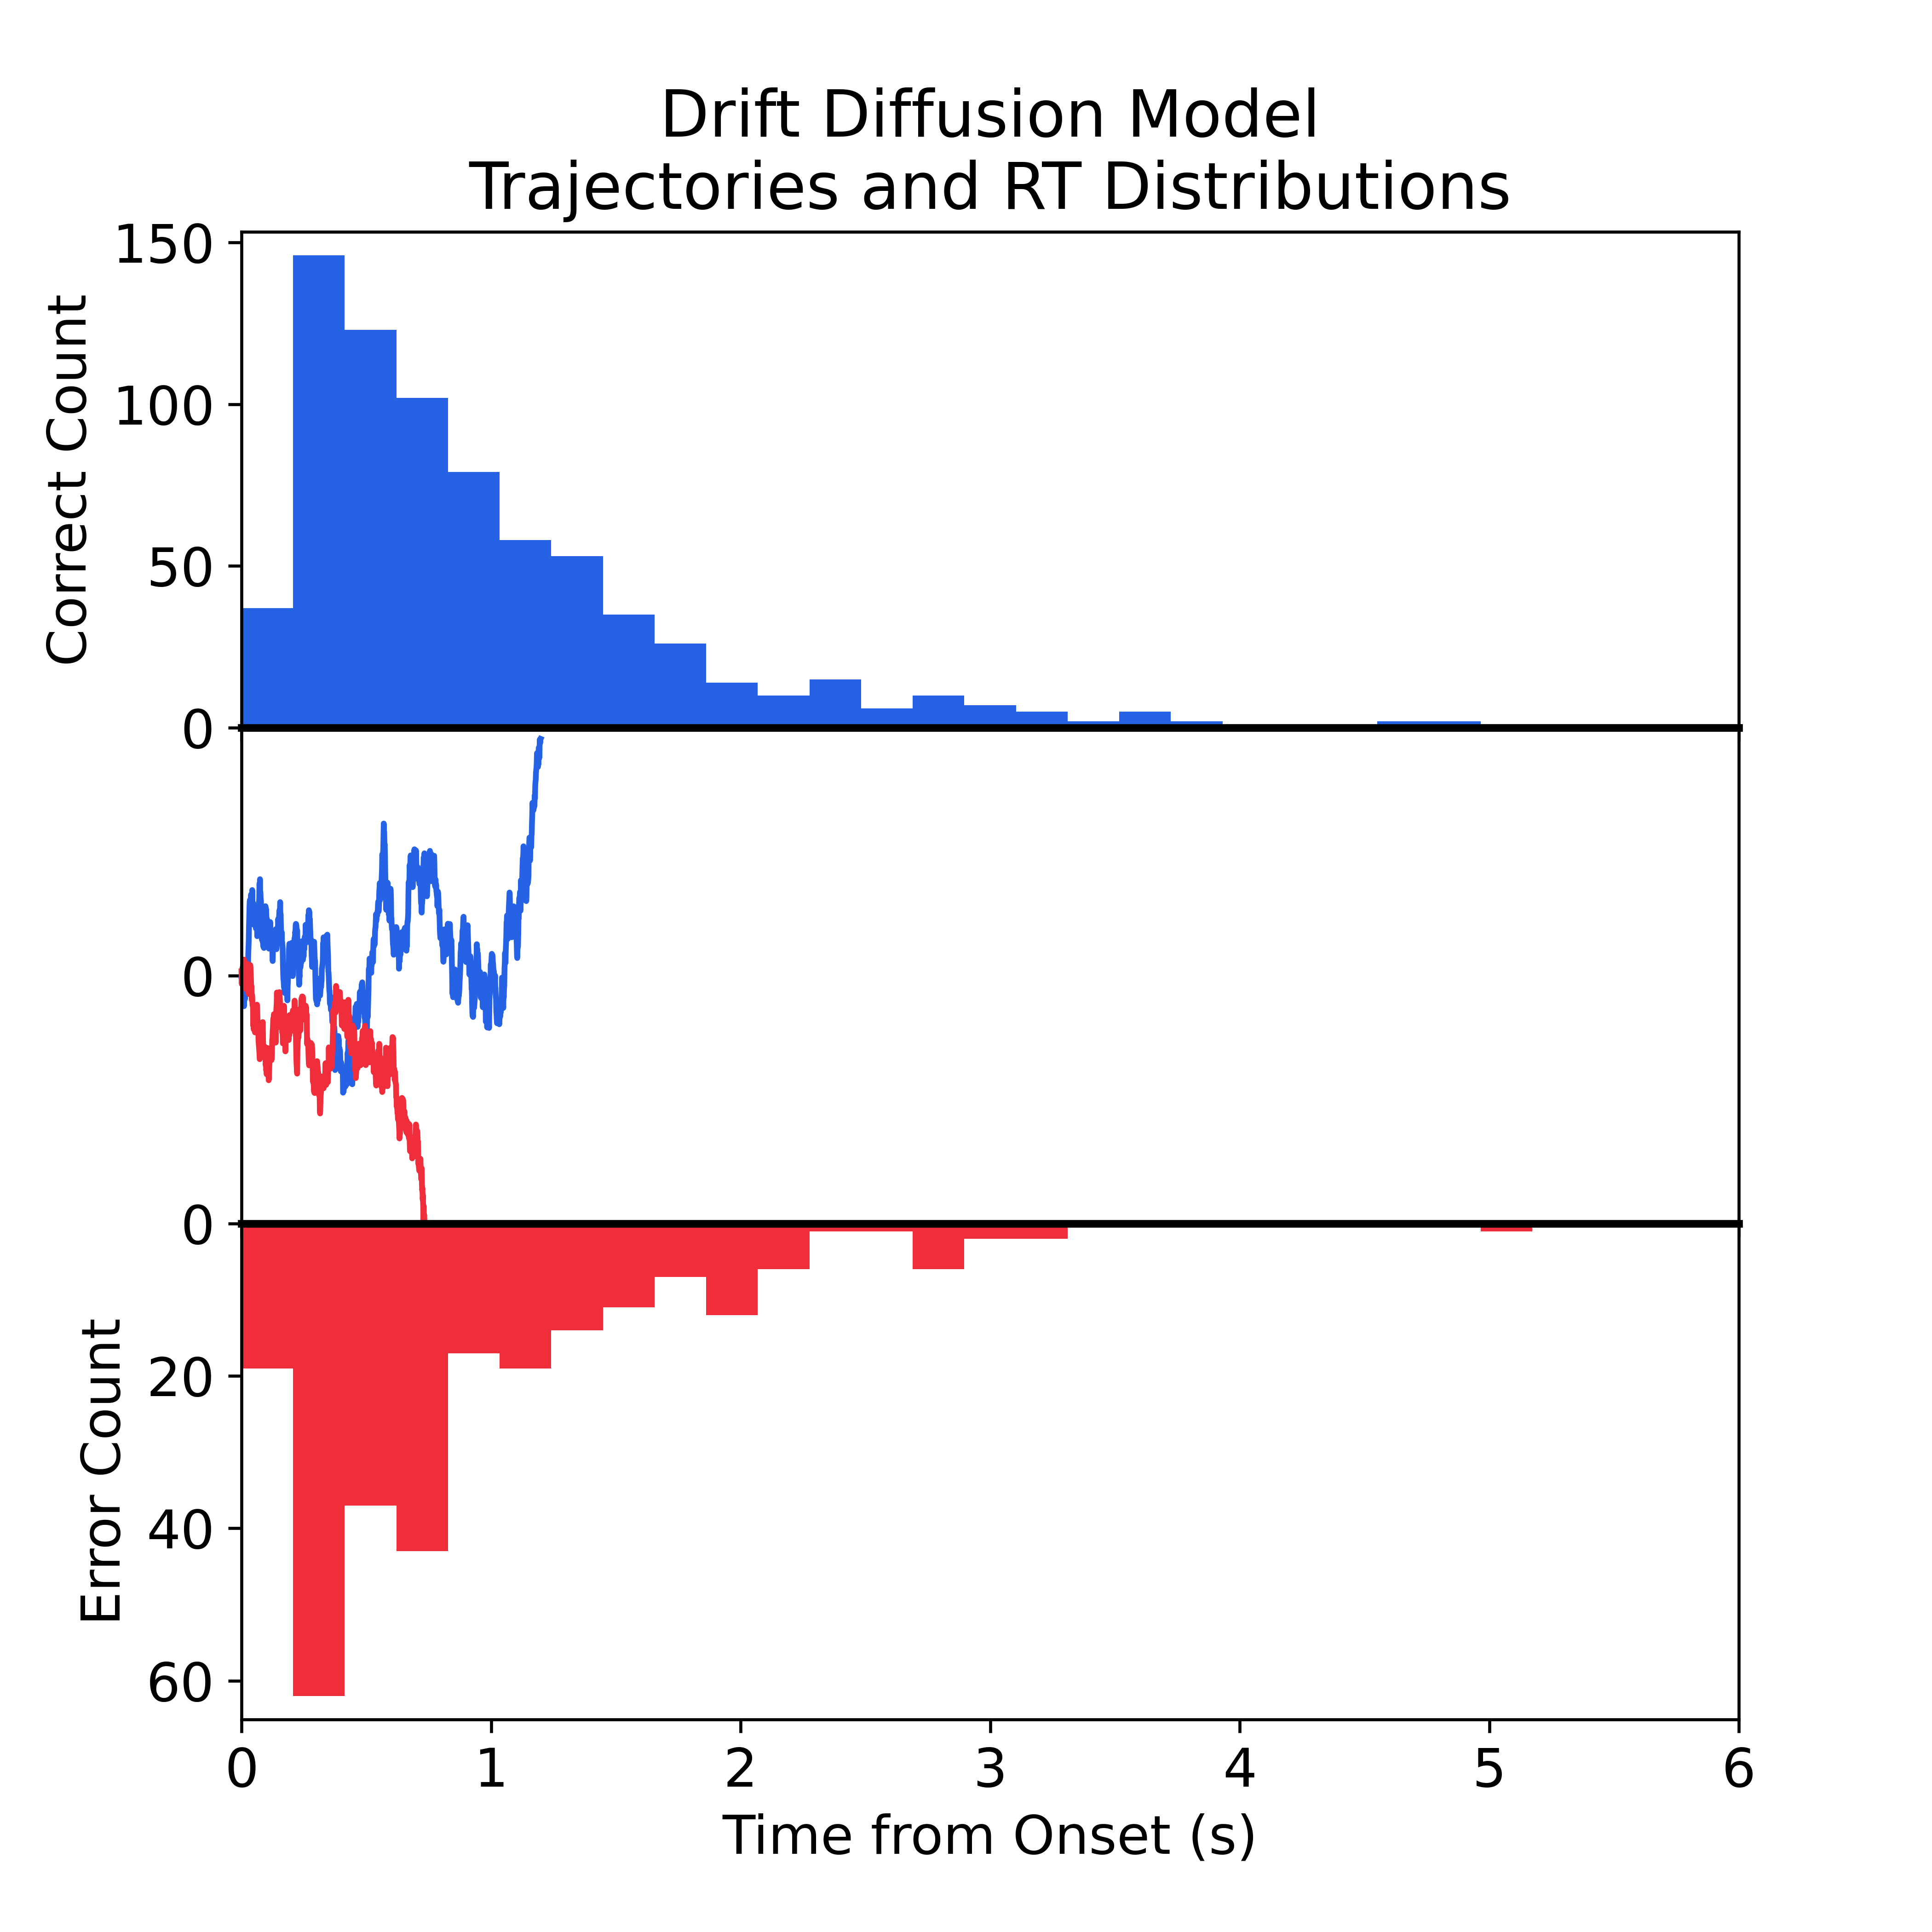 Drift Diffusion Model
Trajectories and RT Distributions
Correct Count
150
100
50
0
0
0
Error Count
20
40
60
0 1 2 3 4 5 6
Time from Onset (s)